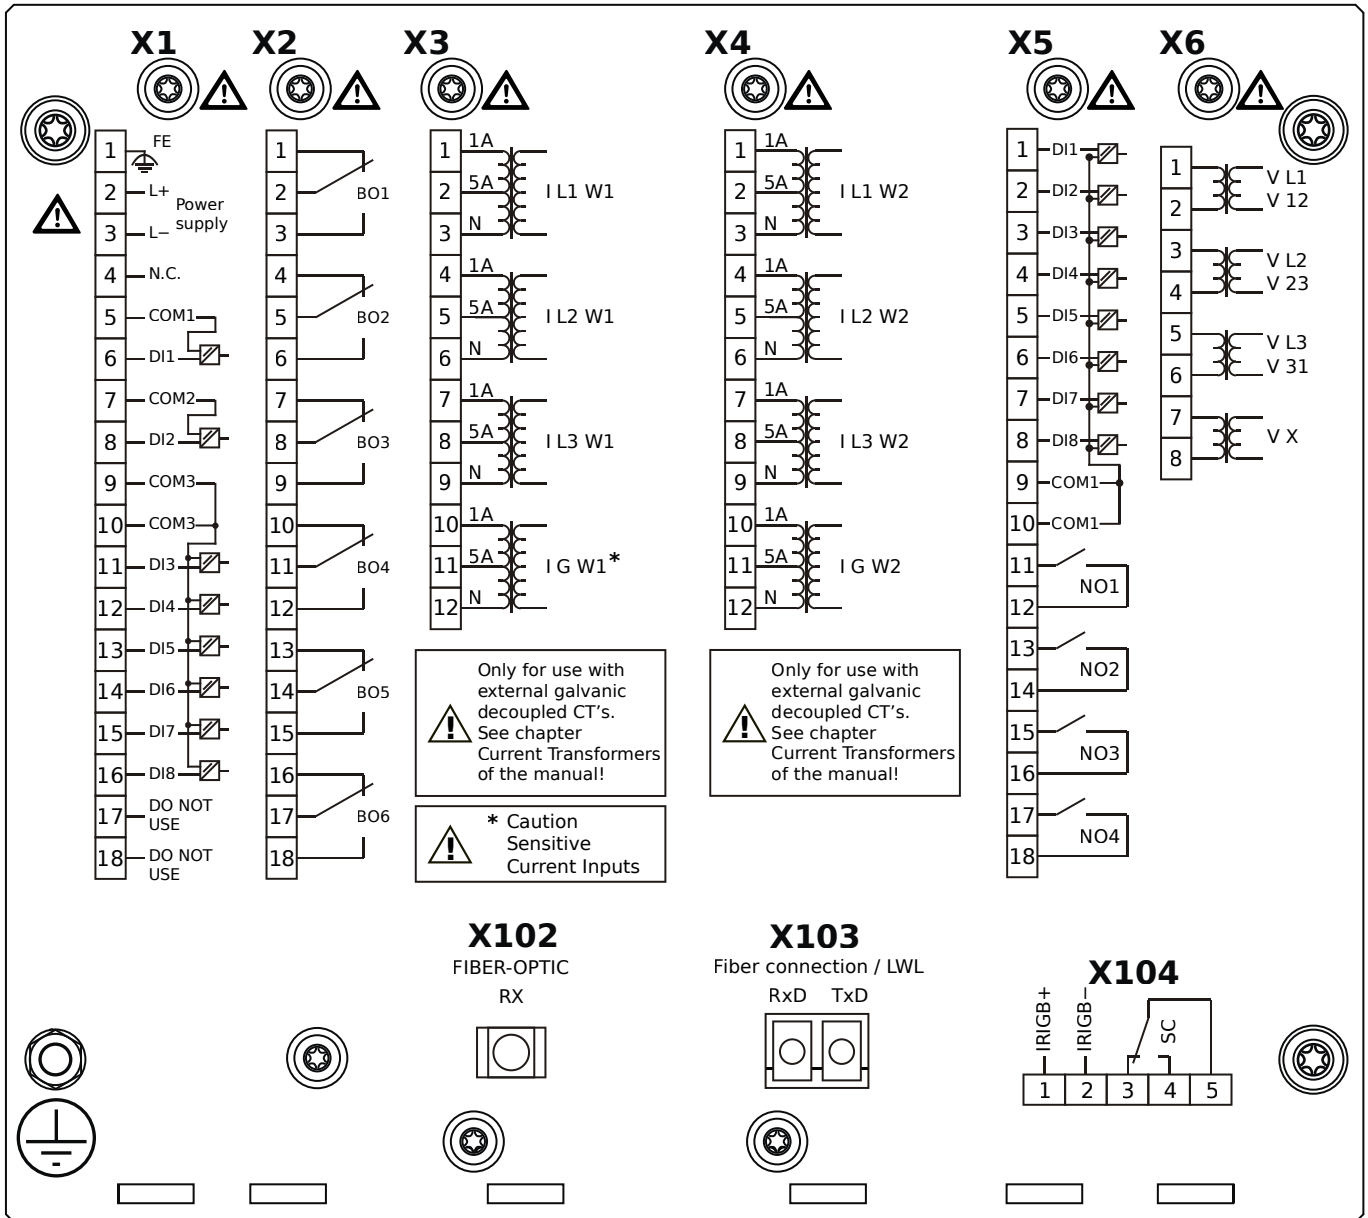 X1 X2 X3 X4 X5 X6
1 FE
2 L+
Power
supply
3 L−
4 N.C.
5 COM1
6 DI1
7 COM2
8 DI2
9 COM3
10 COM3
11 DI3
12 DI4
13 DI5
14 DI6
15 DI7
16 DI8
17 DO NOT
USE
18 DO NOT
USE
1
2 BO1
3
4
5 BO2
6
7
8 BO3
9
10
11 BO4
12
13
14 BO5
15
16
17 BO6
18
1 1A
2 5A I L1 W1
3 N
4 1A
5 5A I L2 W1
6 N
7 1A
8 5A I L3 W1
9 N
10 1A
11 5A I G W1*
12 N
Only for use with
external galvanic
decoupled CT's.
See chapter
Current Transformers
of the manual!
* Caution
Sensitive
Current Inputs
1 1A
2 5A I L1 W2
3 N
4 1A
5 5A I L2 W2
6 N
7 1A
8 5A I L3 W2
9 N
10 1A
11 5A I G W2
12 N
Only for use with
external galvanic
decoupled CT's.
See chapter
Current Transformers
of the manual!
1 DI1
2 DI2
3 DI3
4 DI4
5 DI5
6 DI6
7 DI7
8 DI8
9 COM1
10 COM1
11
NO1
12
13
NO2
14
15
NO3
16
17
NO4
18
1 V L1
2 V 12
3 V L2
4 V 23
5 V L3
6 V 31
7
V X
8
X102
FIBER-OPTIC
RX
X103
Fiber connection / LWL
RxD TxD
X104
IRIGB+ IRIGB− SC
1 2 3 4 5